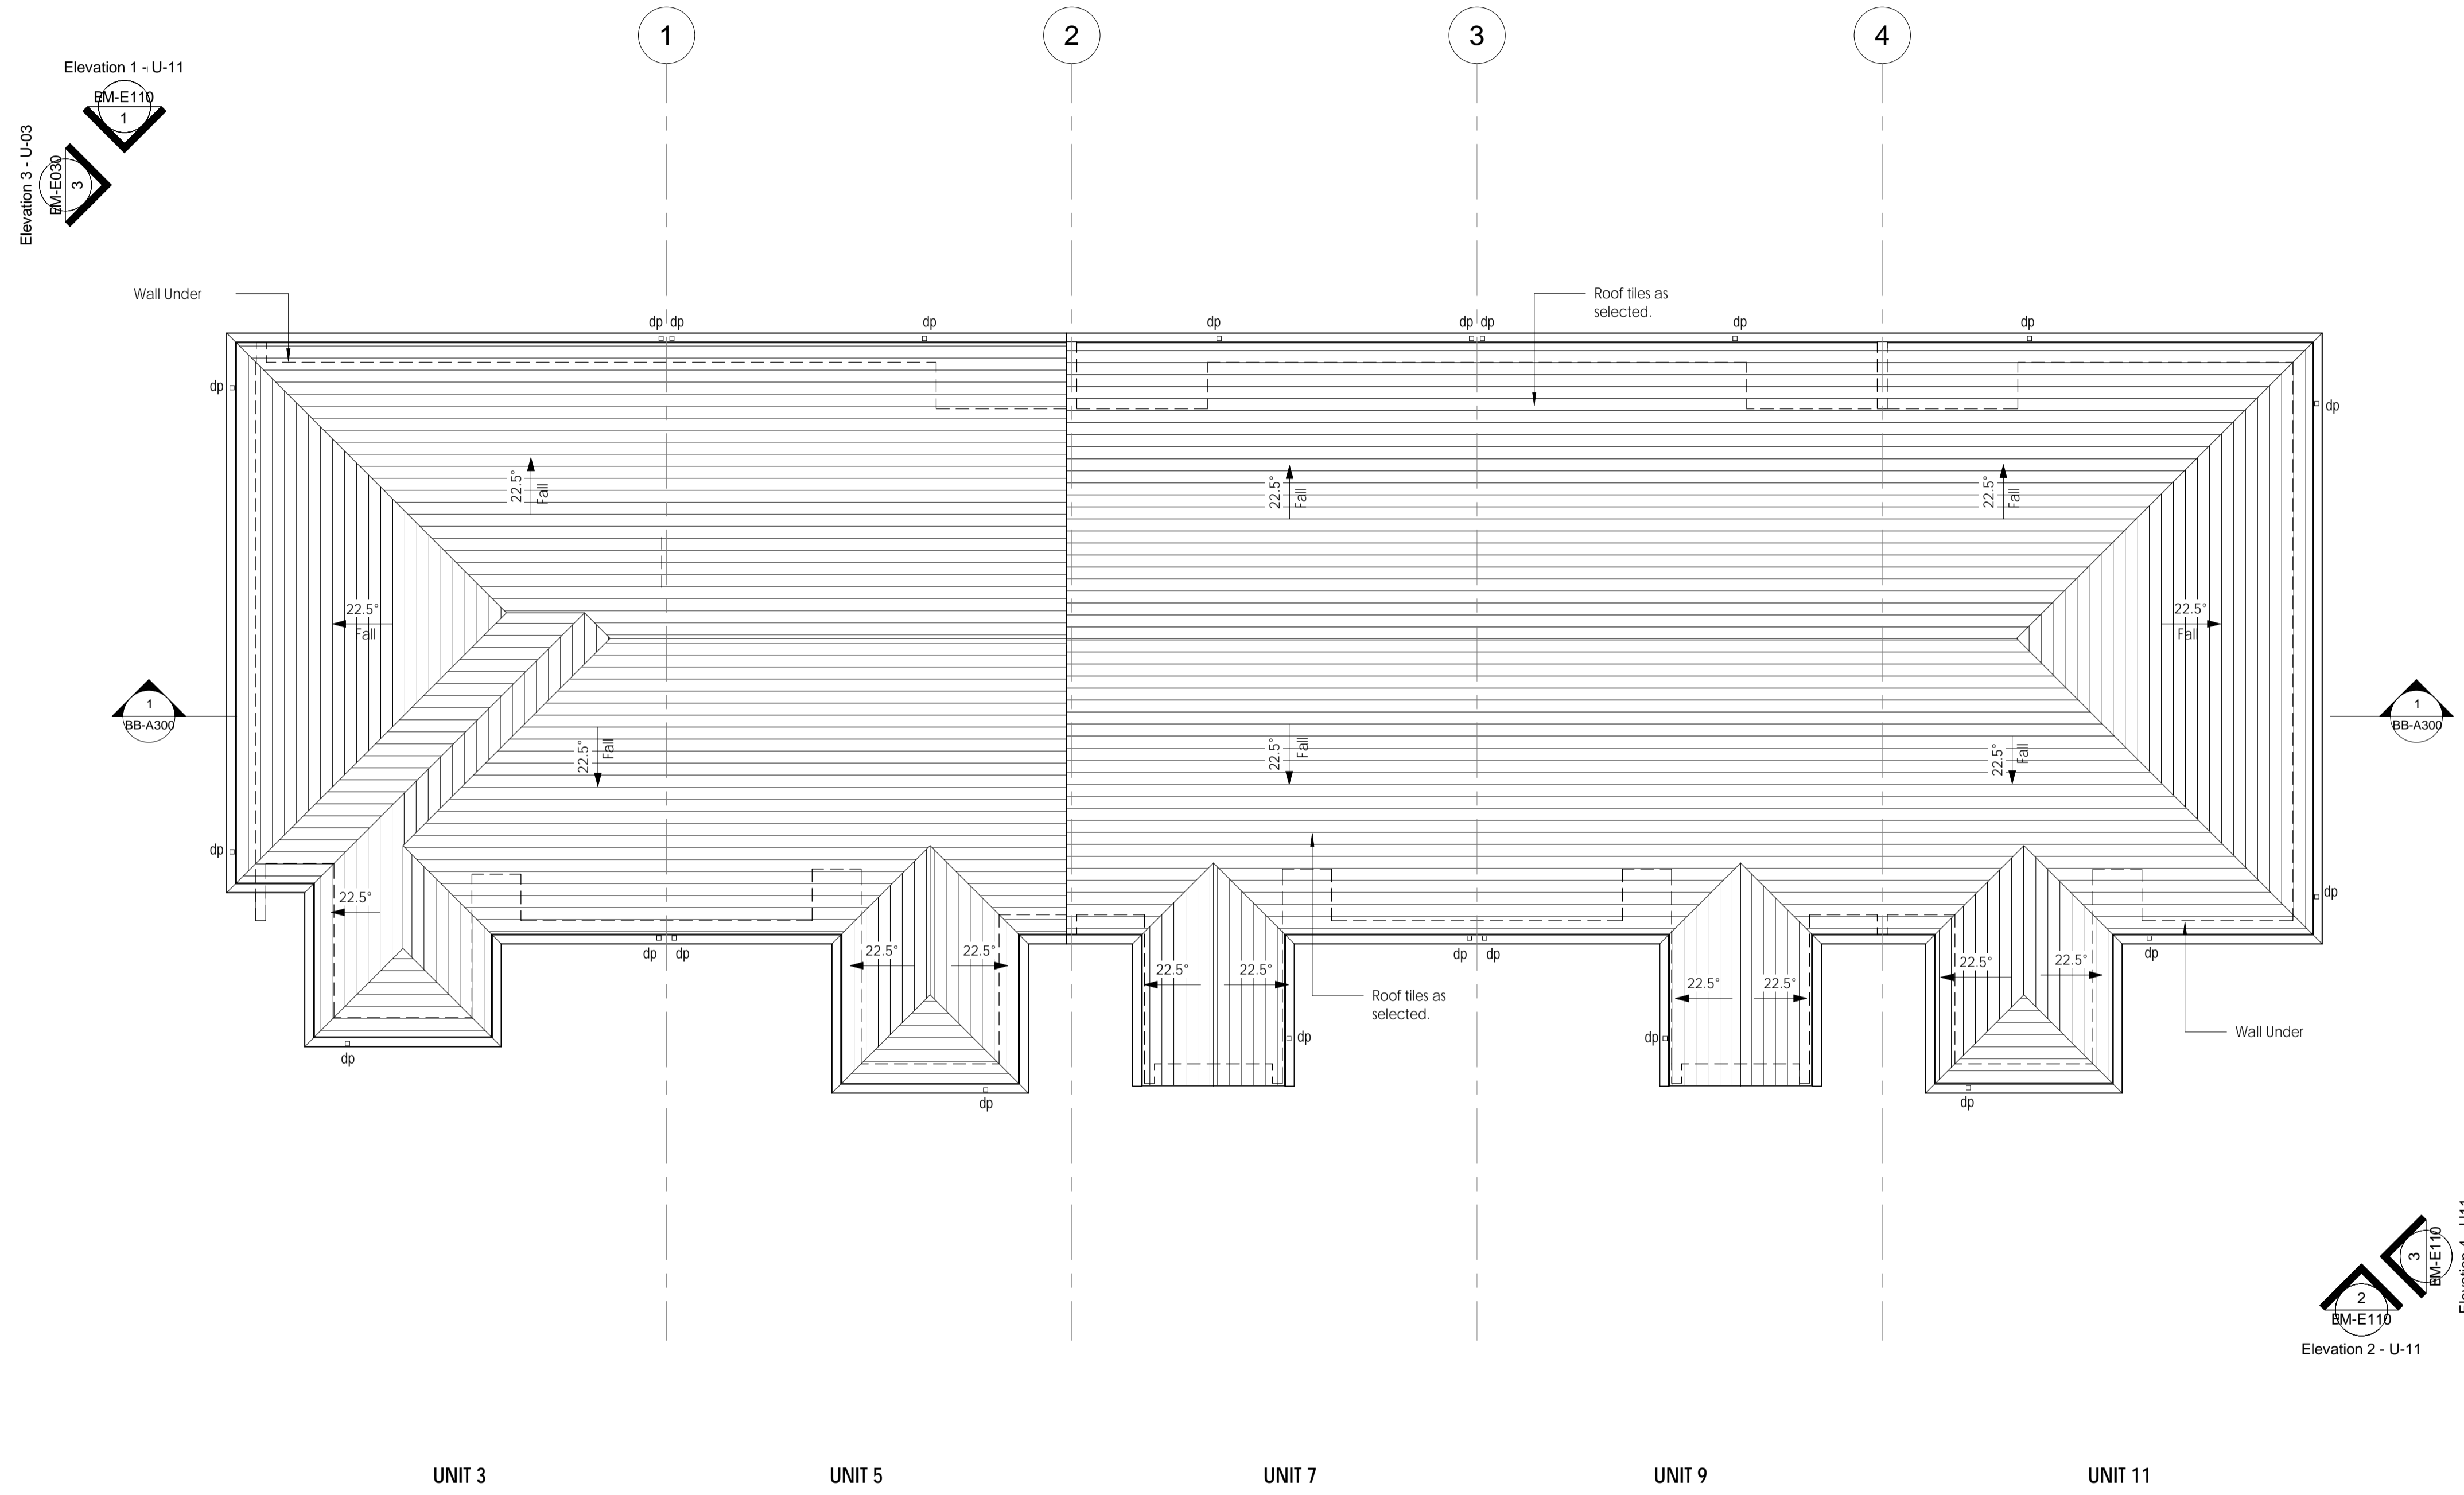 1
2
3
4
Elevation 1 - U-11
EM-E110
1
Elevation 3 - U-03
EM-E030
3
Wall Under
Roof tiles as
selected.
dp dp
dp
dp
dp dp
dp
dp
dp
dp
22.5°
Fall
22.5°
Fall
22.5°
Fall
22.5°
Fall
22.5°
Fall
1
BB-A300
1
BB-A300
22.5°
Fall
22.5°
Fall
22.5°
Fall
dp
dp
22.5°
22.5°
22.5°
22.5°
22.5°
22.5°
22.5°
22.5°
22.5°
dp dp
dp dp
dp
Roof tiles as
selected.
Wall Under
dp
dp
dp
dp
dp
3
EM-E110
2
EM-E110
Elevation 2 - U-11
UNIT 3
UNIT 5
UNIT 7
UNIT 9
UNIT 11